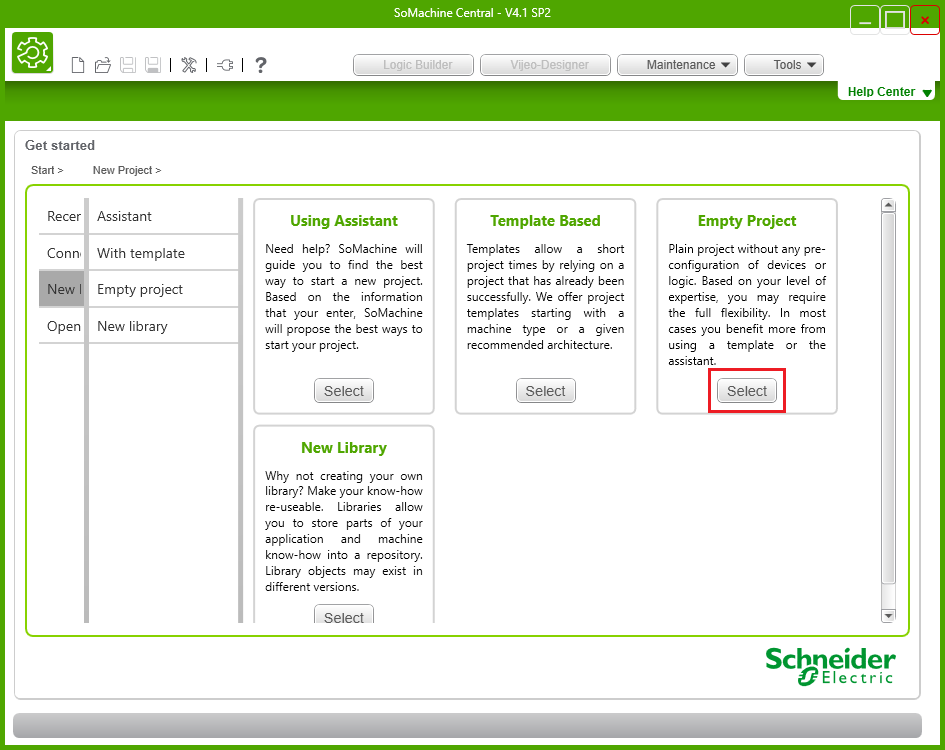 SoMachine Central - V4.1 SP2
Logic Builder
Vijeo-Designer
Maintenance
Tools
Help Center
Get started
Start >
New Project >
Recer
Conn
New l
Open
Assistant
With template
Empty project
New library
Using Assistant
Need help? SoMachine will
guide you to find the best
way to start a new project.
Based on the information
that your enter, SoMachine
will propose the best ways to
start your project.
Select
Template Based
Templates allow a short
project times by relying on a
project that has already been
successfully. We offer project
templates starting with a
machine type or a given
recommended architecture.
Select
Empty Project
Plain project without any pre-
configuration of devices or
logic. Based on your level of
expertise, you may require
the full flexibility. In most
cases you benefit more from
using a template or the
assistant.
Select
New Library
Why not creating your own
library? Make your know-how
re-useable. Libraries allow
you to store parts of your
application and machine
know-how into a repository.
Library objects may exist in
different versions.
Select
Schneider
Electric